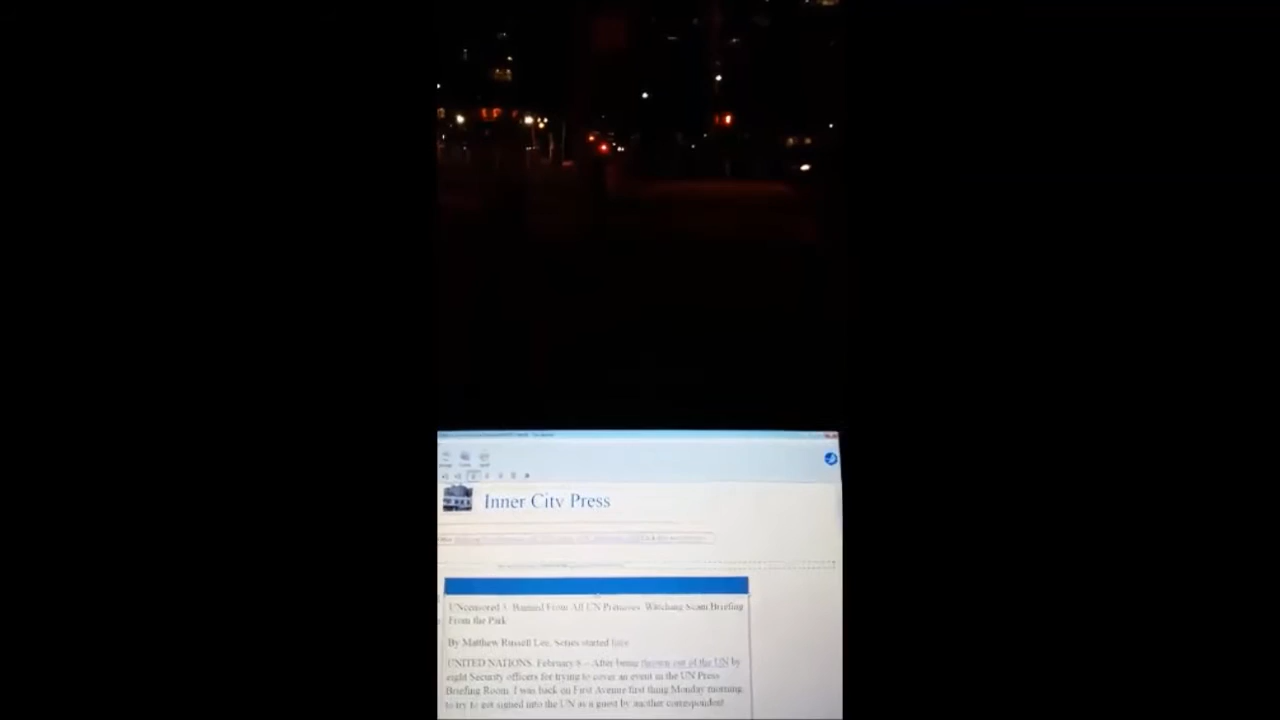 Inner City Press
UNcensored 3: Banned From All UN Premises, Watching Scam Briefing
From the Park
By Matthew Russell Lee, Series started here
UNITED NATIONS, February 8 -- After being thrown out of the UN by
eight Security officers for trying to cover an event in the UN Press
Briefing Room, I was back on First Avenue first thing Monday morning,
to try to get signed into the UN as a guest by another correspondent